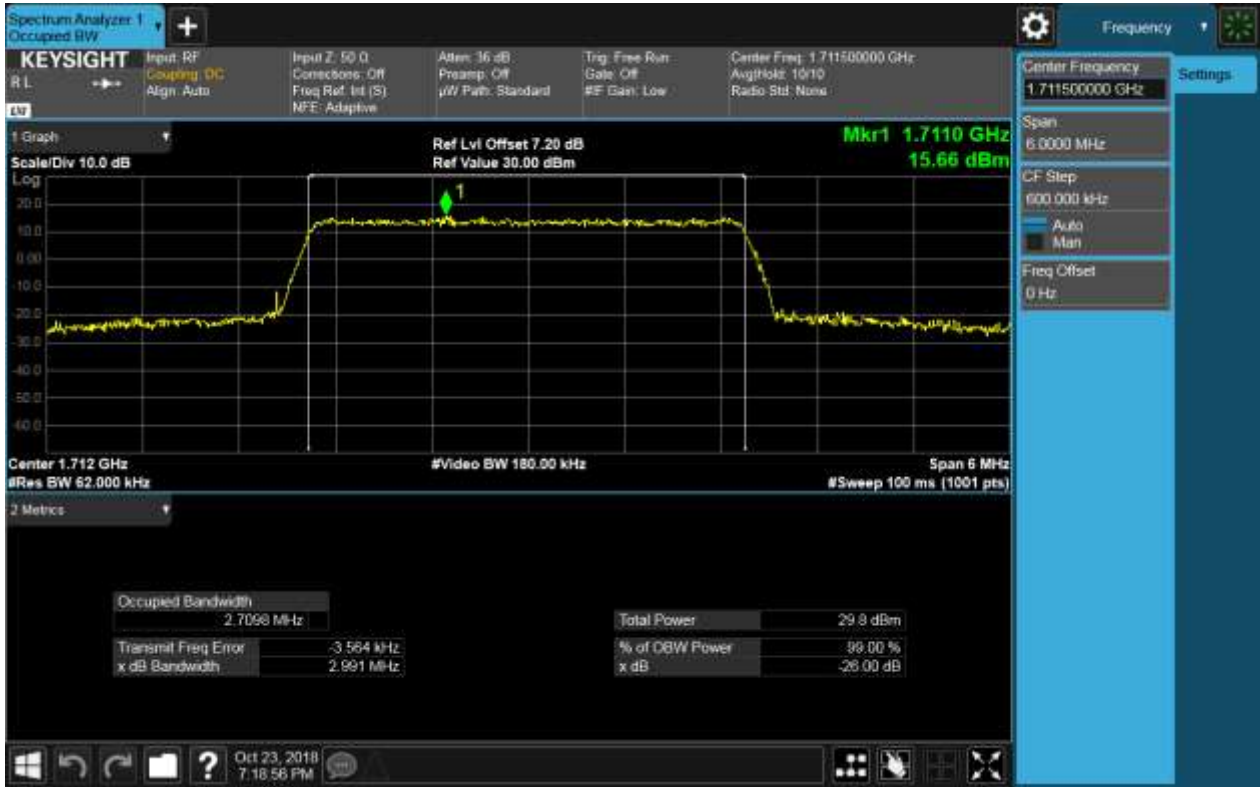 Spectrum Analyzer 1
Occupied BW
+
Frequency
KEYSIGHT
R L
Input: RF
Coupling: DC
Align: Auto
Input Z: 50 Ω
Corrections: Off
Freq Ref: Int (S)
NFE: Adaptive
Atten: 36 dB
Preamp: Off
µW Path: Standard
Trig: Free Run
Gate: Off
#IF Gain: Low
Center Freq: 1.711500000 GHz
Avg|Hold: 10/10
Radio Std: None
Center Frequency
1.711500000 GHz
Settings
Span
6.0000 MHz
CF Step
600.000 kHz
Auto
Man
Freq Offset
0 Hz
1 Graph
Scale/Div 10.0 dB
Log
Ref Lvl Offset 7.20 dB
Ref Value 30.00 dBm
Mkr1 1.7110 GHz
15.66 dBm
1
20.0
10.0
0.00
-10.0
-20.0
-30.0
-40.0
-50.0
-60.0
Center 1.712 GHz
#Res BW 62.000 kHz
#Video BW 180.00 kHz
Span 6 MHz
#Sweep 100 ms (1001 pts)
2 Metrics
Occupied Bandwidth
2.7098 MHz
Transmit Freq Error -3.564 kHz
x dB Bandwidth 2.991 MHz
Total Power 29.8 dBm
% of OBW Power 99.00 %
x dB -26.00 dB
?
Oct 23, 2018
7:18:56 PM